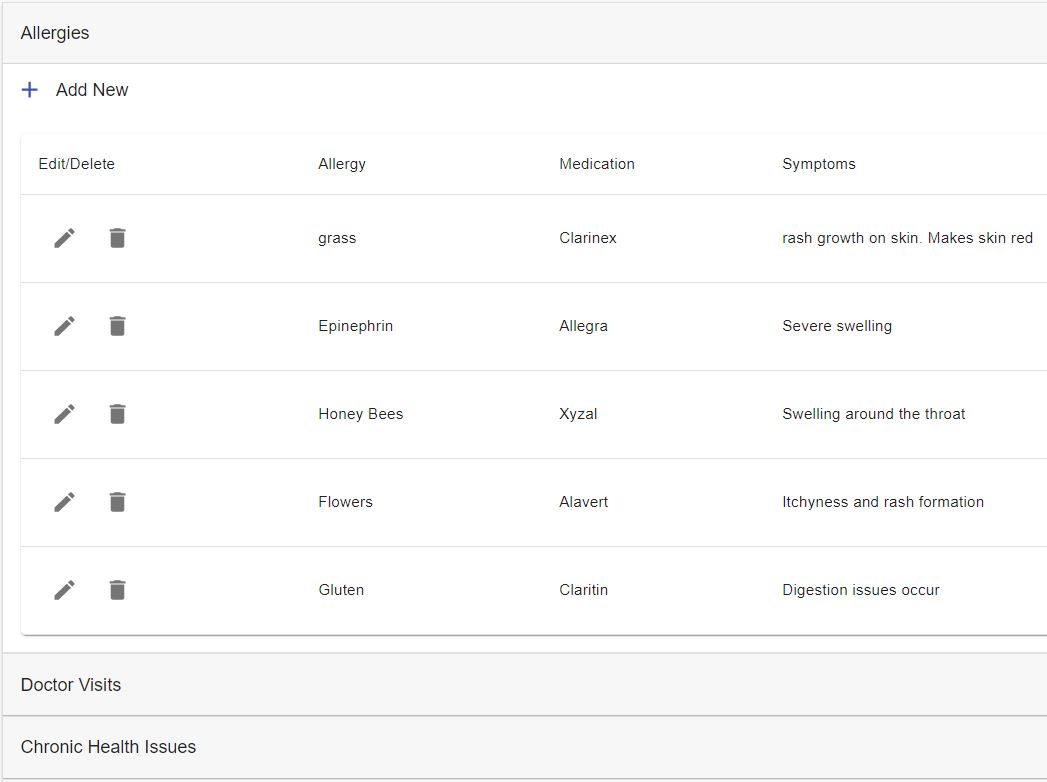 Allergies
Add New
Edit/Delete Allergy Medication Symptoms
grass Clarinex rash growth on skin. Makes skin red
Epinephrin Allegra Severe swelling
Honey Bees Xyzal Swelling around the throat
Flowers Alavert Itchyness and rash formation
Gluten Claritin Digestion issues occur
Doctor Visits
Chronic Health Issues